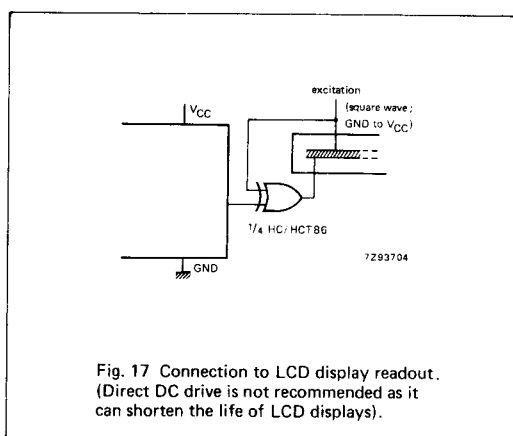 excitation
(square wave;
GND to VCC)
VCC
1/4 HC/HCT86
7Z93704
GND
Fig. 17 Connection to LCD display readout.
(Direct DC drive is not recommended as it
can shorten the life of LCD displays).